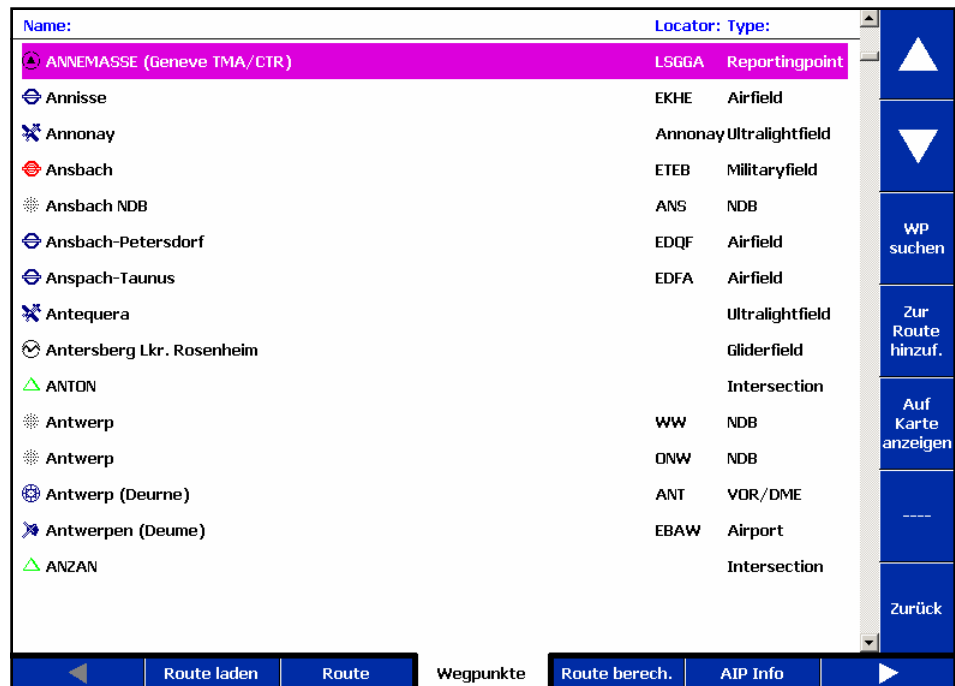 Name: Locator: Type:
ANNEMASSE (Geneve TMA/CTR) LSGGA Reportingpoint
Annisse EKHE Airfield
Annonay Annonay Ultralightfield
Ansbach ETEB Militaryfield
Ansbach NDB ANS NDB
Ansbach-Petersdorf EDQF Airfield
Anspach-Taunus EDFA Airfield
Antequera Ultralightfield
Antersberg Lkr. Rosenheim Gliderfield
ANTON Intersection
Antwerp WW NDB
Antwerp ONW NDB
Antwerp (Deurne) ANT VOR/DME
Antwerpen (Deume) EBAW Airport
ANZAN Intersection
WP
suchen
Zur
Route
hinzuf.
Auf
Karte
anzeigen
----
Zurück
Route laden Route Wegpunkte Route berech. AIP Info